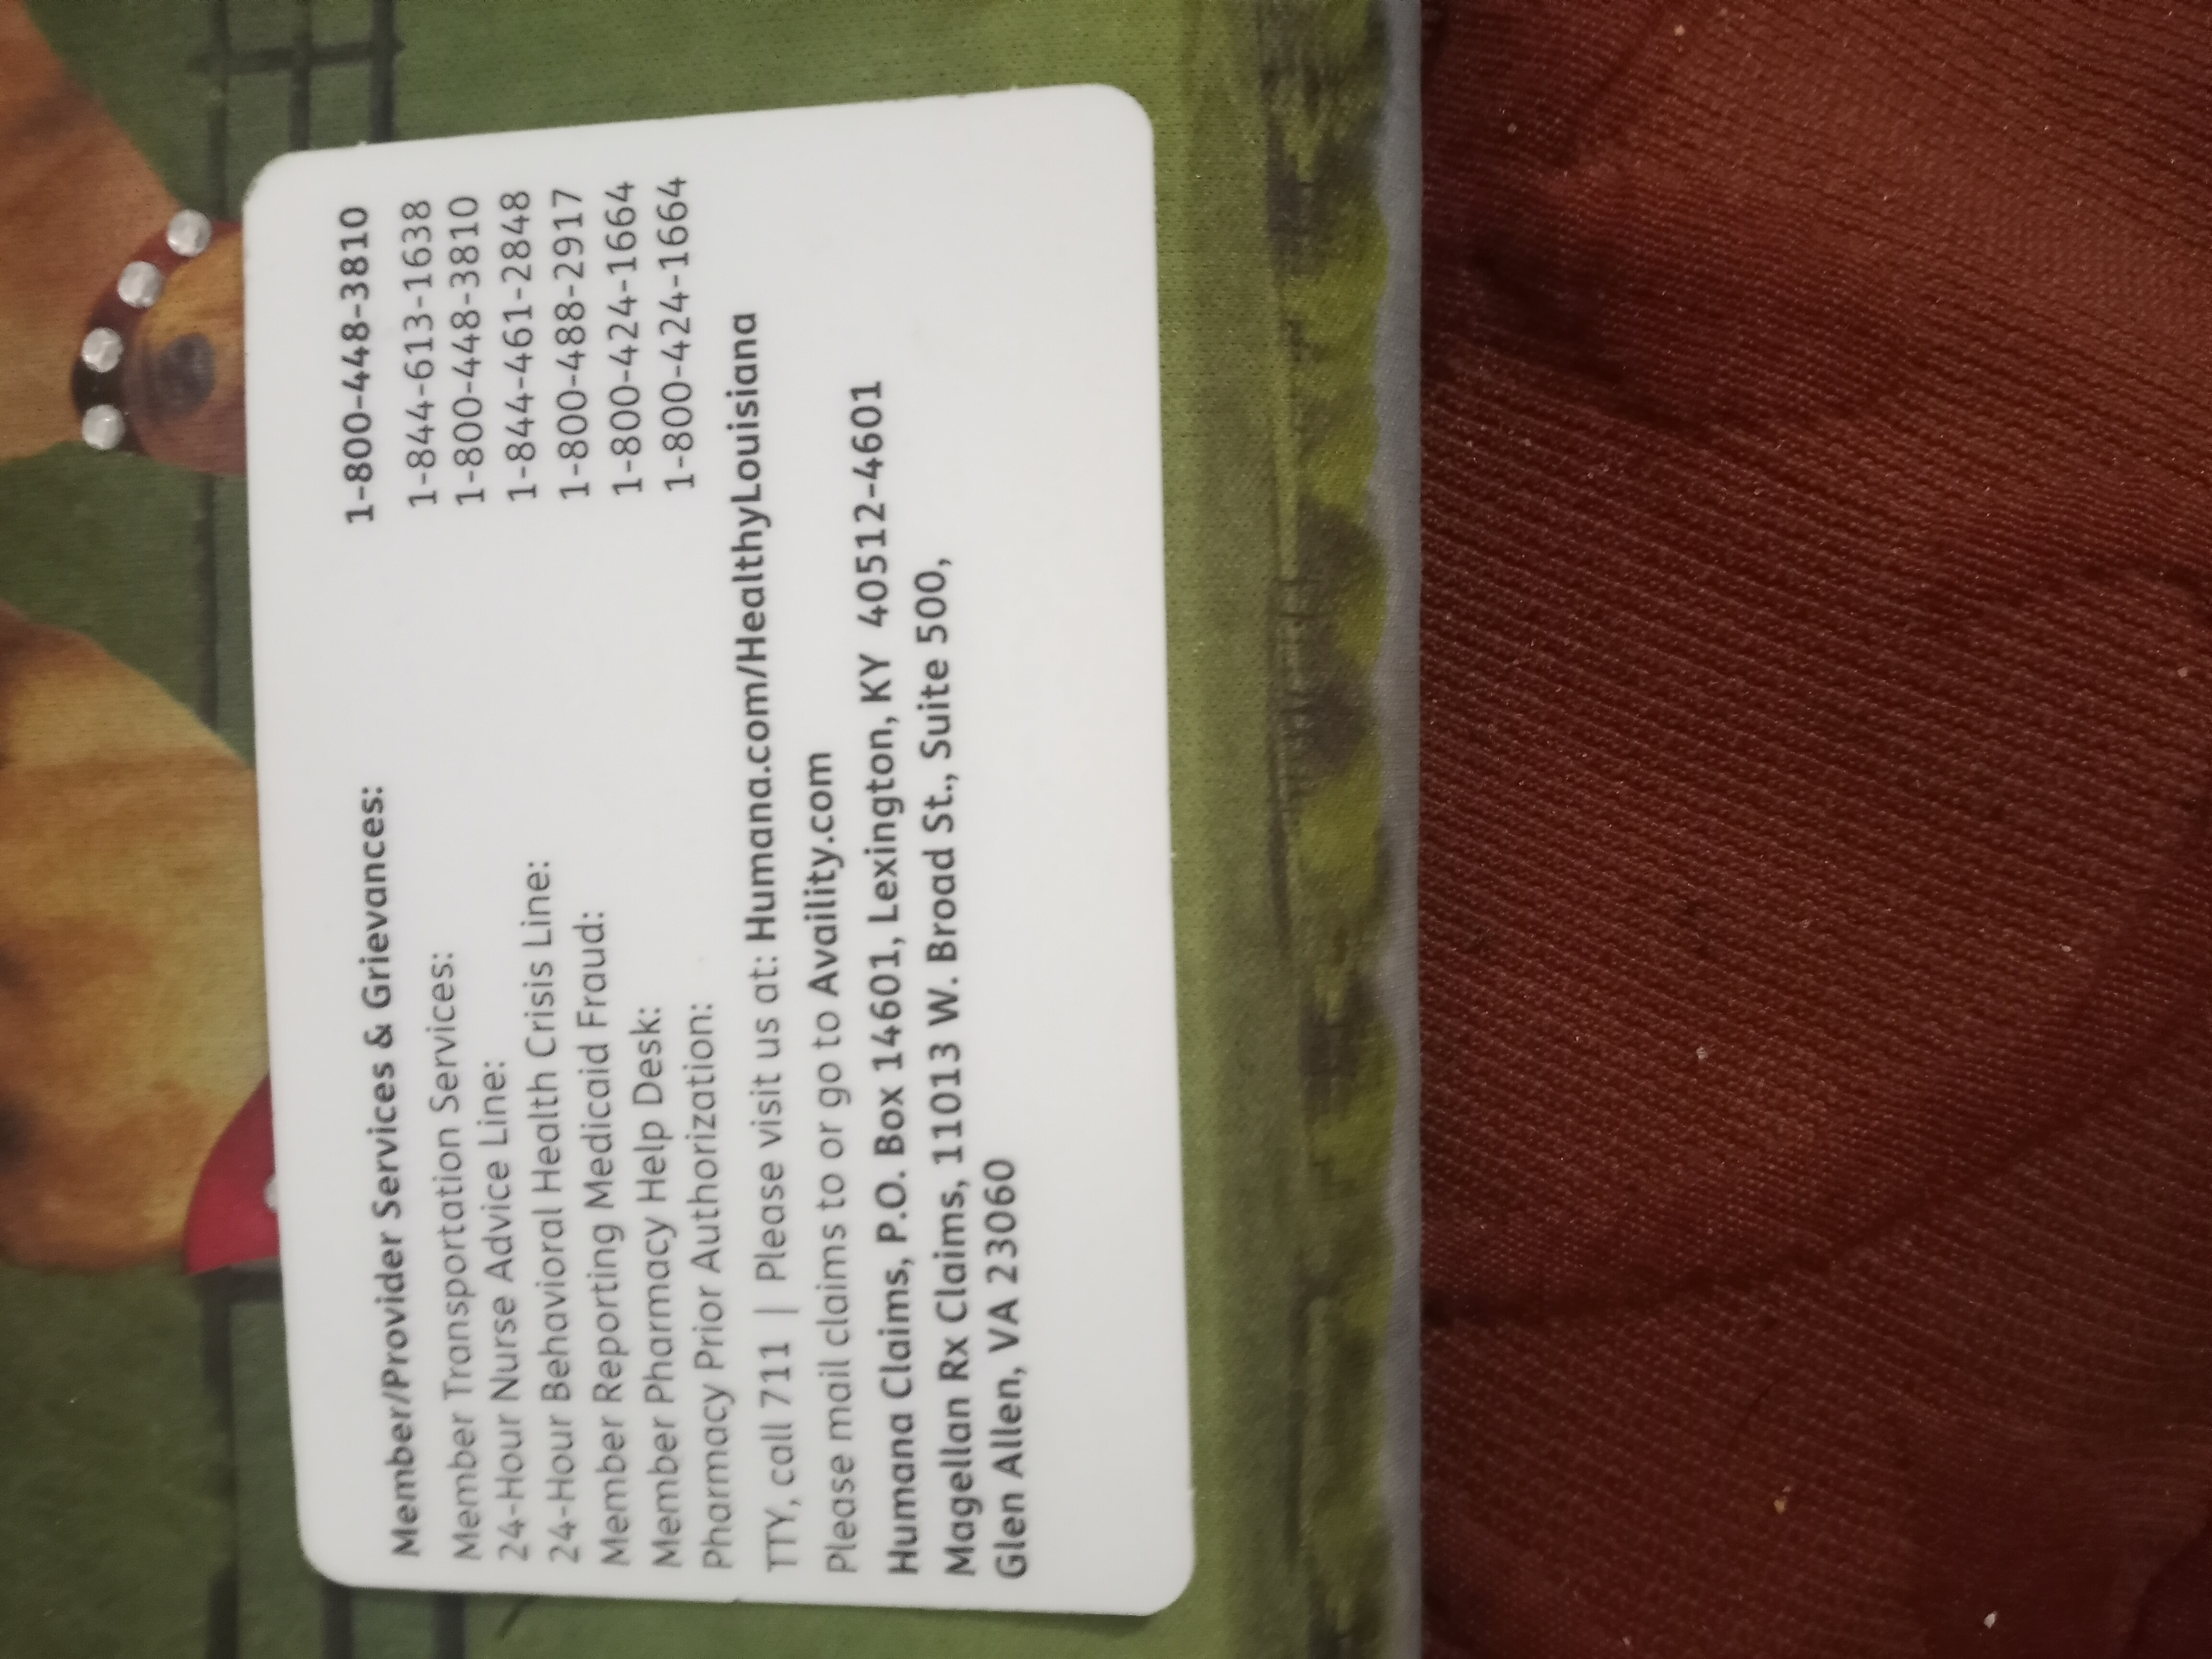 Member/Provider Services & Grievances: 1-800-448-3810
Member Transportation Services: 1-844-613-1638
24-Hour Nurse Advice Line: 1-800-448-3810
24-Hour Behavioral Health Crisis Line: 1-844-461-2848
Member Reporting Medicaid Fraud: 1-800-488-2917
Member Pharmacy Help Desk: 1-800-424-1664
Pharmacy Prior Authorization: 1-800-424-1664
TTY, call 711 | Please visit us at: Humana.com/HealthyLouisiana
Please mail claims to or go to Availity.com
Humana Claims, P.O. Box 14601, Lexington, KY 40512-4601
Magellan Rx Claims, 11013 W. Broad St., Suite 500,
Glen Allen, VA 23060